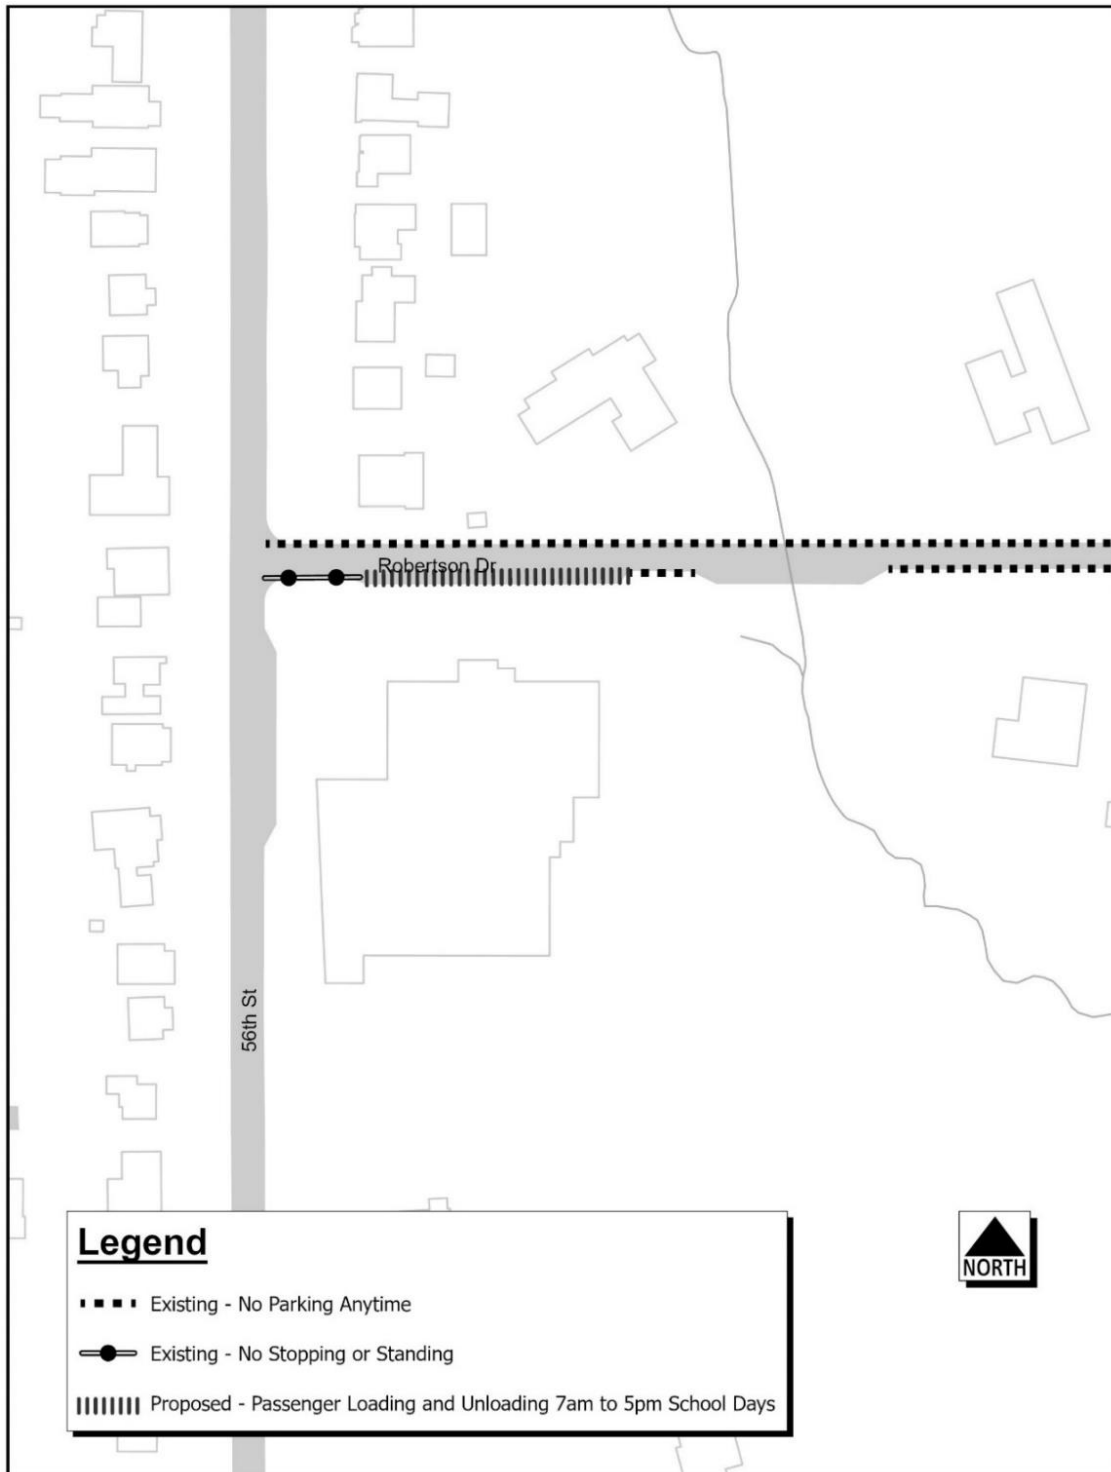 Robertson Dr
56th St
Legend
Existing - No Parking Anytime
Existing - No Stopping or Standing
Proposed - Passenger Loading and Unloading 7am to 5pm School Days
NORTH